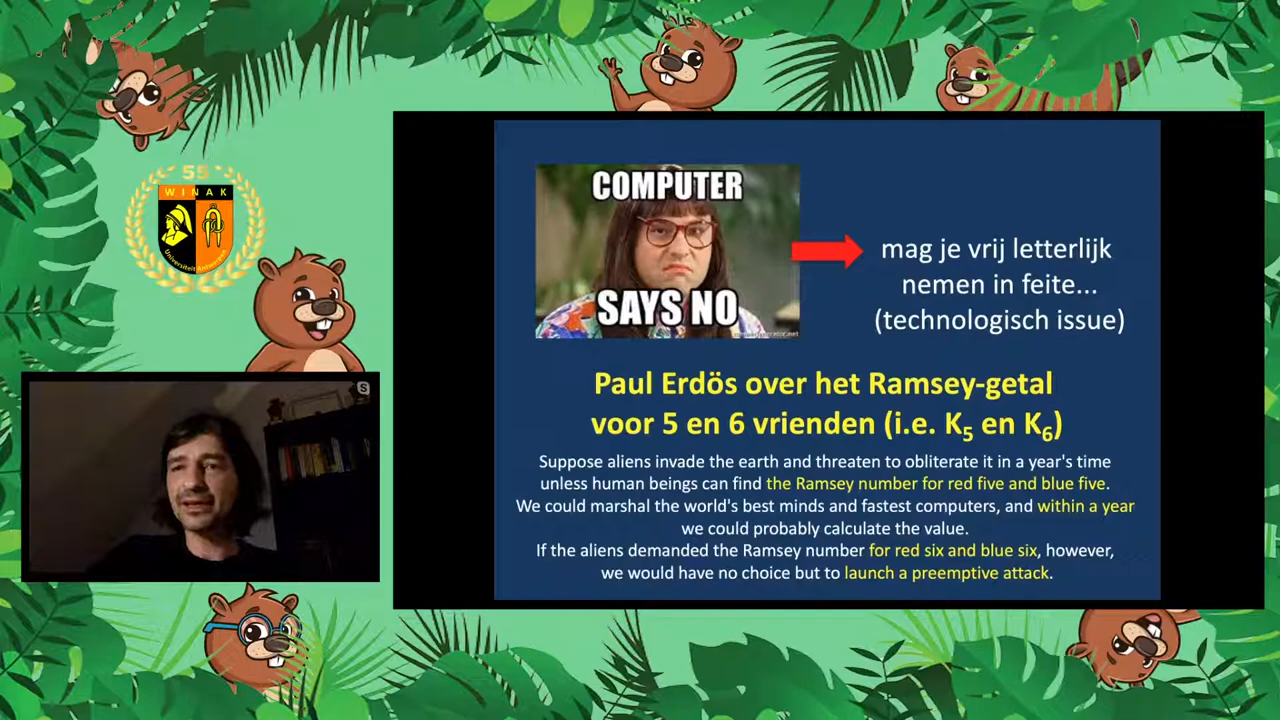 55
WINAK
Universiteit Antwerpen
COMPUTER
SAYS NO
mag je vrij letterlijk
nemen in feite...
(technologisch issue)
Paul Erdös over het Ramsey-getal
voor 5 en 6 vrienden (i.e. K5 en K6)
Suppose aliens invade the earth and threaten to obliterate it in a year's time
unless human beings can find the Ramsey number for red five and blue five.
We could marshal the world's best minds and fastest computers, and within a year
we could probably calculate the value.
If the aliens demanded the Ramsey number for red six and blue six, however,
we would have no choice but to launch a preemptive attack.